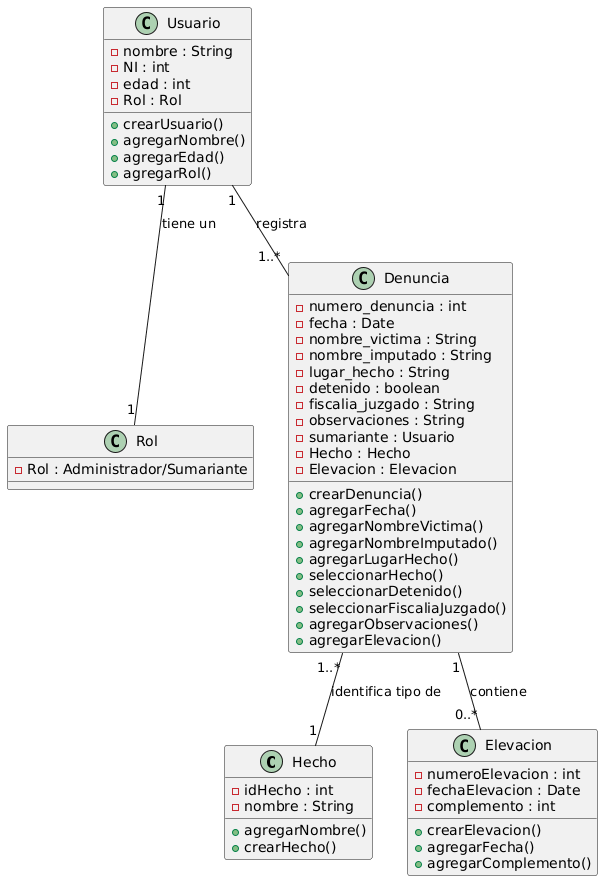 C Usuario
nombre : String
NI : int
edad : int
Rol : Rol
crearUsuario()
agregarNombre()
agregarEdad()
agregarRol()
1
1
tiene un
registra
1..*
C Denuncia
numero_denuncia : int
fecha : Date
nombre_victima : String
nombre_imputado : String
lugar_hecho : String
detenido : boolean
fiscalia_juzgado : String
observaciones : String
sumariante : Usuario
Hecho : Hecho
Elevacion : Elevacion
crearDenuncia()
agregarFecha()
agregarNombreVictima()
agregarNombreImputado()
agregarLugarHecho()
seleccionarHecho()
seleccionarDetenido()
seleccionarFiscaliaJuzgado()
agregarObservaciones()
agregarElevacion()
1
C Rol
Rol : Administrador/Sumariante
1..*
1
identifica tipo de
contiene
1
0..*
C Hecho
idHecho : int
nombre : String
agregarNombre()
crearHecho()
C Elevacion
numeroElevacion : int
fechaElevacion : Date
complemento : int
crearElevacion()
agregarFecha()
agregarComplemento()